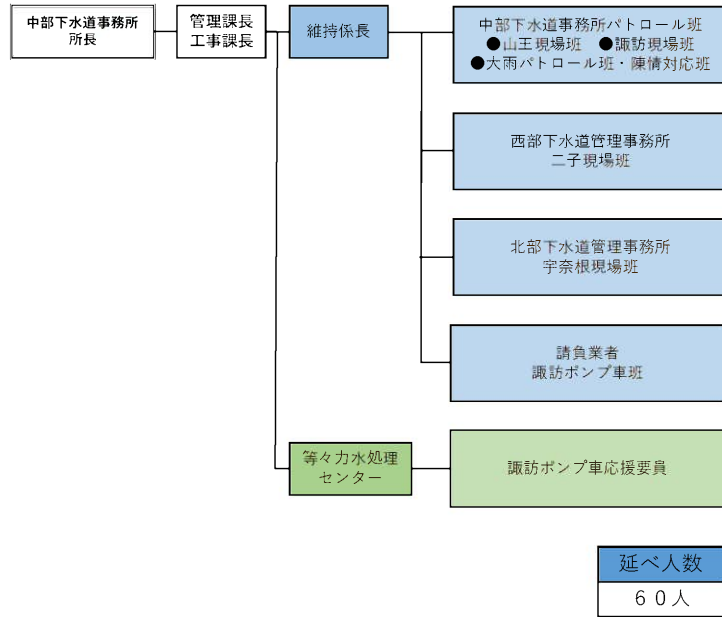 中部下水道事務所
所長
管理課長
工事課長
維持係長
中部下水道事務所パトロール班
●山王現場班　●諏訪現場班
●大雨パトロール班・陳情対応班
西部下水道管理事務所
二子現場班
北部下水道管理事務所
宇奈根現場班
請負業者
諏訪ポンプ車班
等々力水処理
センター
諏訪ポンプ車応援要員
延べ人数
６０人